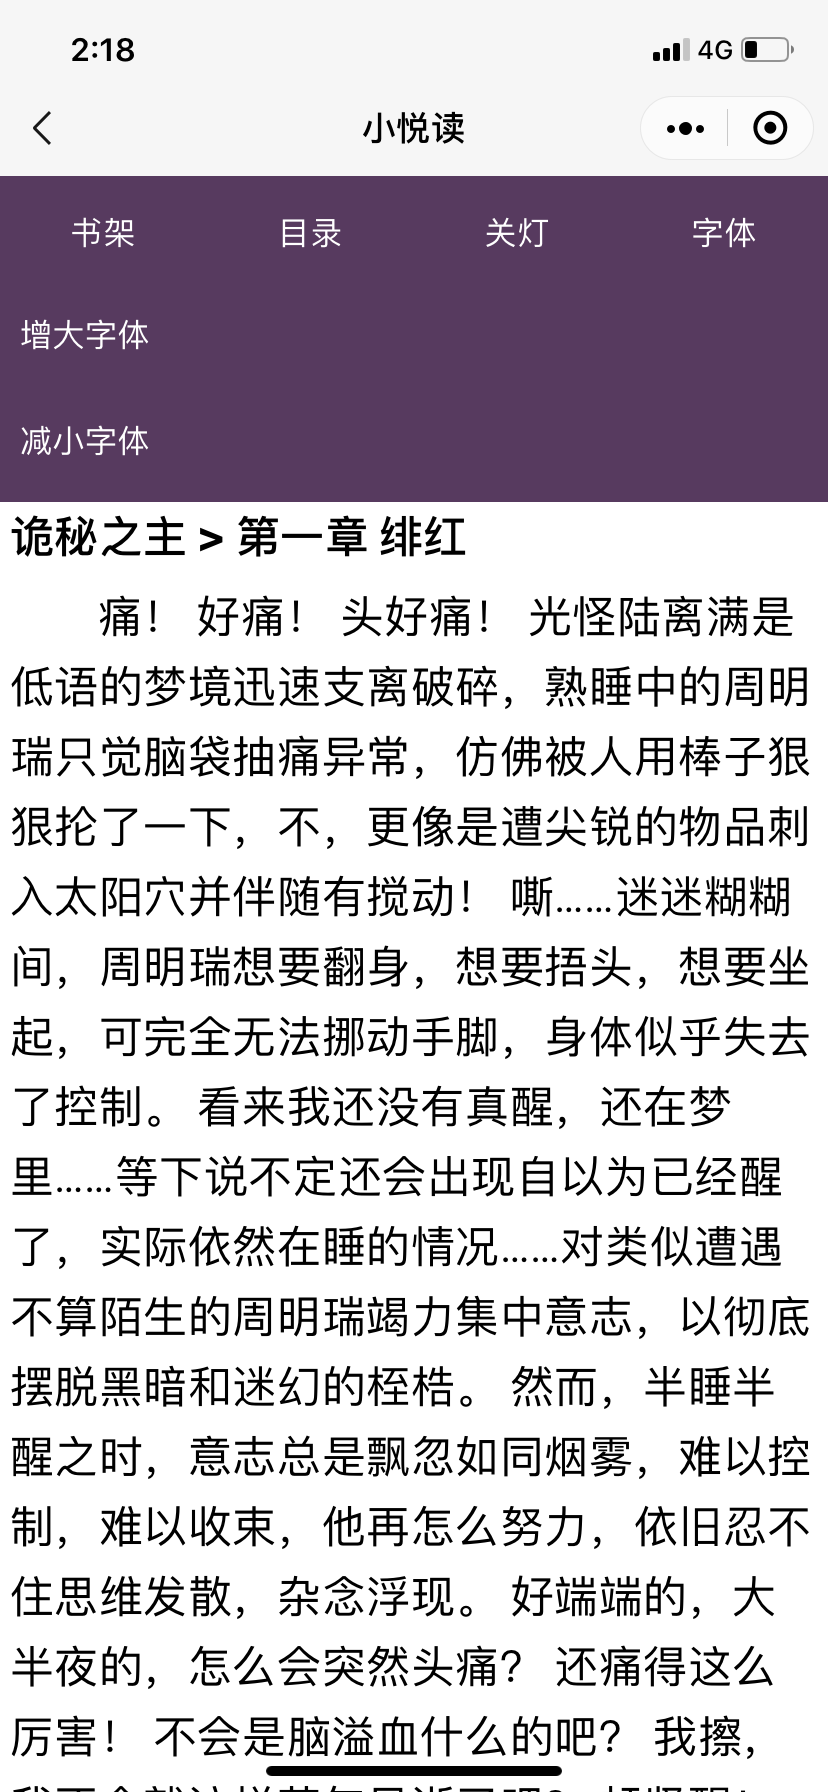 2:18
4G
小悦读
书架 目录 关灯 字体
增大字体
减小字体
诡秘之主 > 第一章 绯红
痛！ 好痛！ 头好痛！ 光怪陆离满是
低语的梦境迅速支离破碎，熟睡中的周明
瑞只觉脑袋抽痛异常，仿佛被人用棒子狠
狠抡了一下，不，更像是遭尖锐的物品刺
入太阳穴并伴随有搅动！ 嘶……迷迷糊糊
间，周明瑞想要翻身，想要捂头，想要坐
起，可完全无法挪动手脚，身体似乎失去
了控制。 看来我还没有真醒，还在梦
里……等下说不定还会出现自以为已经醒
了，实际依然在睡的情况……对类似遭遇
不算陌生的周明瑞竭力集中意志，以彻底
摆脱黑暗和迷幻的桎梏。 然而，半睡半
醒之时，意志总是飘忽如同烟雾，难以控
制，难以收束，他再怎么努力，依旧忍不
住思维发散，杂念浮现。 好端端的，大
半夜的，怎么会突然头痛？ 还痛得这么
厉害！ 不会是脑溢血什么的吧？ 我擦，